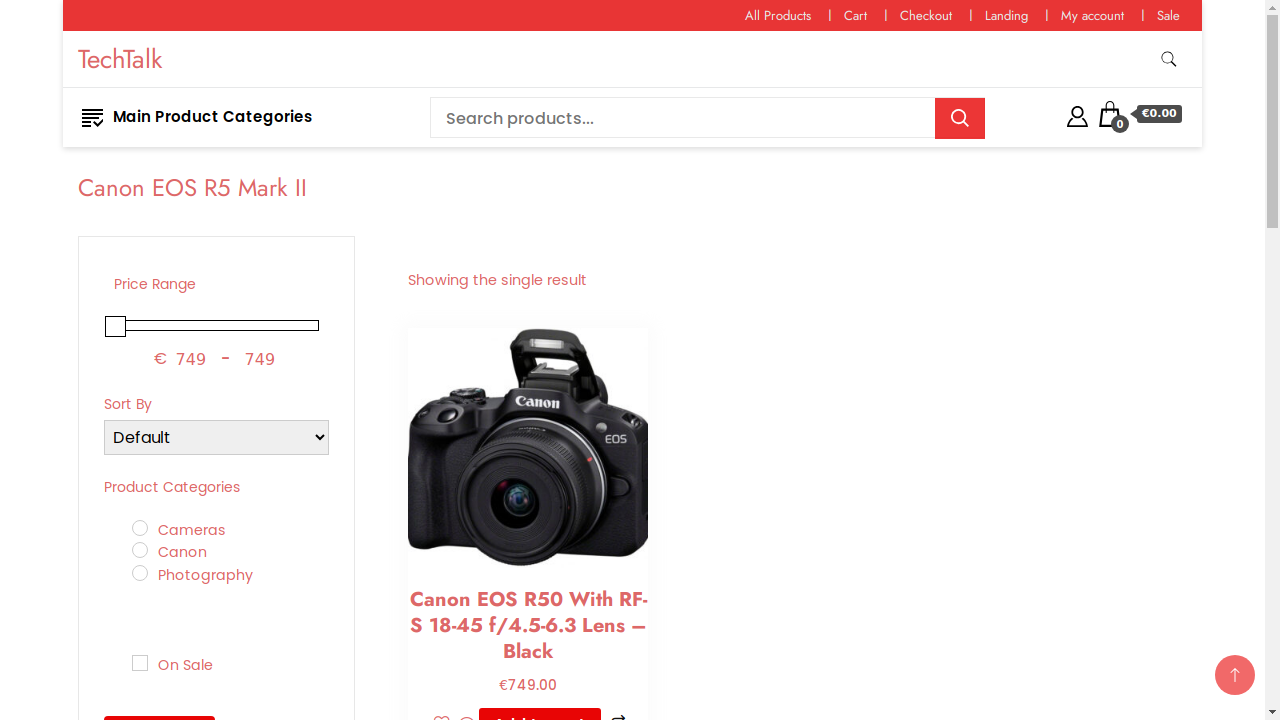 All Products | Cart | Checkout | Landing | My account | Sale
TechTalk
Main Product Categories
Search products...
0
€0.00
Canon EOS R5 Mark II
Price Range
€ 749 - 749
Sort By
Default
Product Categories
Cameras
Canon
Photography
On Sale
Showing the single result
Canon
EOS
Canon EOS R50 With RF-
S 18-45 f/4.5-6.3 Lens –
Black
€749.00